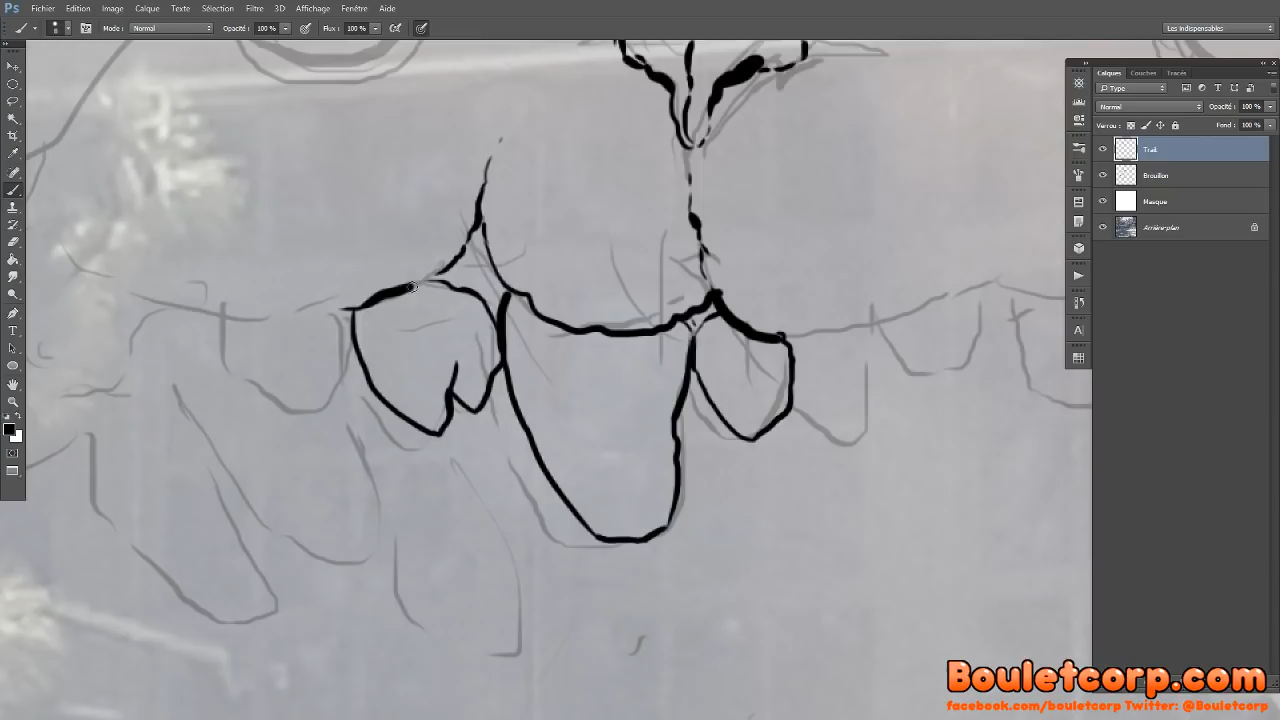 Ps Fichier Edition Image Calque Texte Sélection Filtre 3D Affichage Fenêtre Aide
Mode : Normal Opacité : 100 % Flux : 100 % Les indispensables
Calques Couches Tracés
Type
Normal Opacité : 100 %
Verrou : Fond : 100 %
Trait
Brouillon
Masque
Arrière-plan
Bouletcorp.com
facebook.com/bouletcorp Twitter: @Bouletcorp